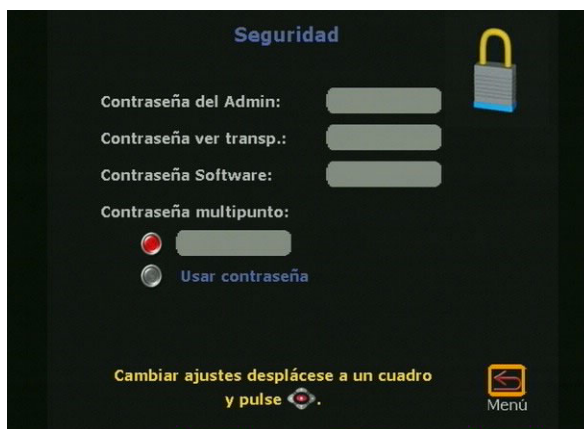 Seguridad
Contraseña del Admin:
Contraseña ver transp.:
Contraseña Software:
Contraseña multipunto:
Usar contraseña
Cambiar ajustes desplácese a un cuadro
y pulse .
Menú